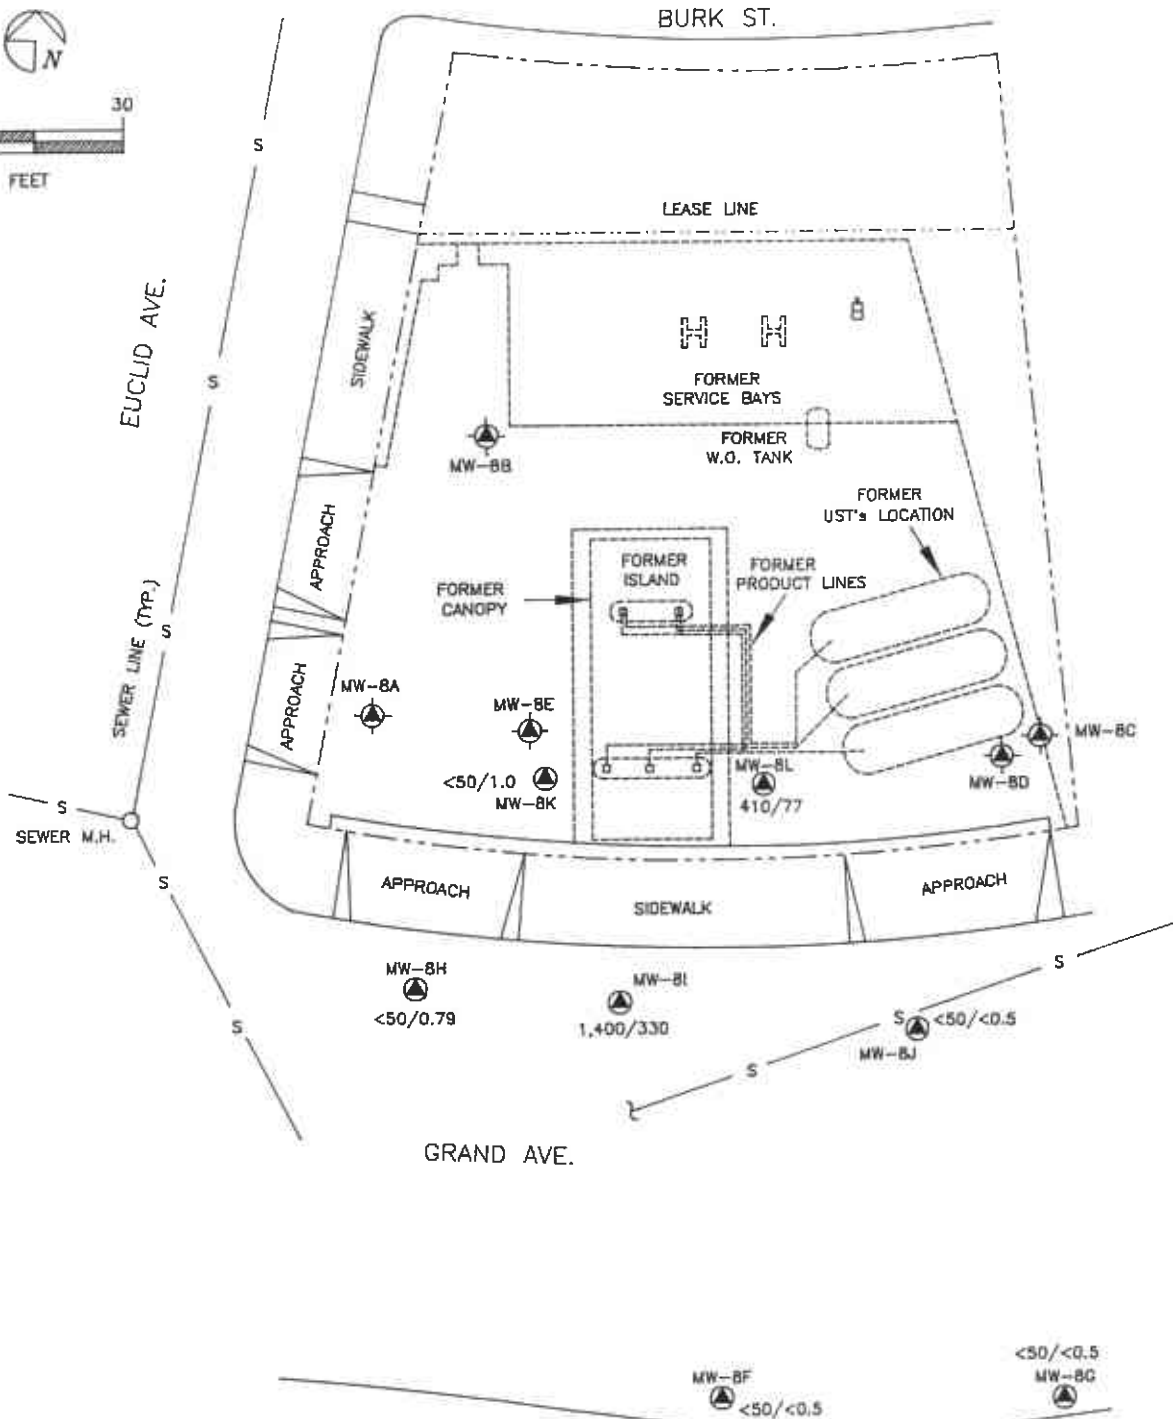 BURK ST.
N
30
FEET
S
LEASE LINE
EUCLID AVE.
SIDEWALK
S
FORMER
SERVICE BAYS
MW-8B
FORMER
W.O. TANK
APPROACH
FORMER
UST's LOCATION
FORMER
CANOPY
FORMER
ISLAND
FORMER
PRODUCT LINES
SEWER LINE (TYP.)
S
APPROACH
MW-8A
MW-8E
<50/1.0
MW-8K
MW-8L
410/77
MW-8C
MW-8D
S
SEWER M.H.
S
APPROACH
SIDEWALK
APPROACH
MW-8H
<50/0.79
MW-8I
1,400/330
S
S
S
<50/<0.5
MW-8J
S
GRAND AVE.
<50/<0.5
MW-8G
MW-8F
<50/<0.5